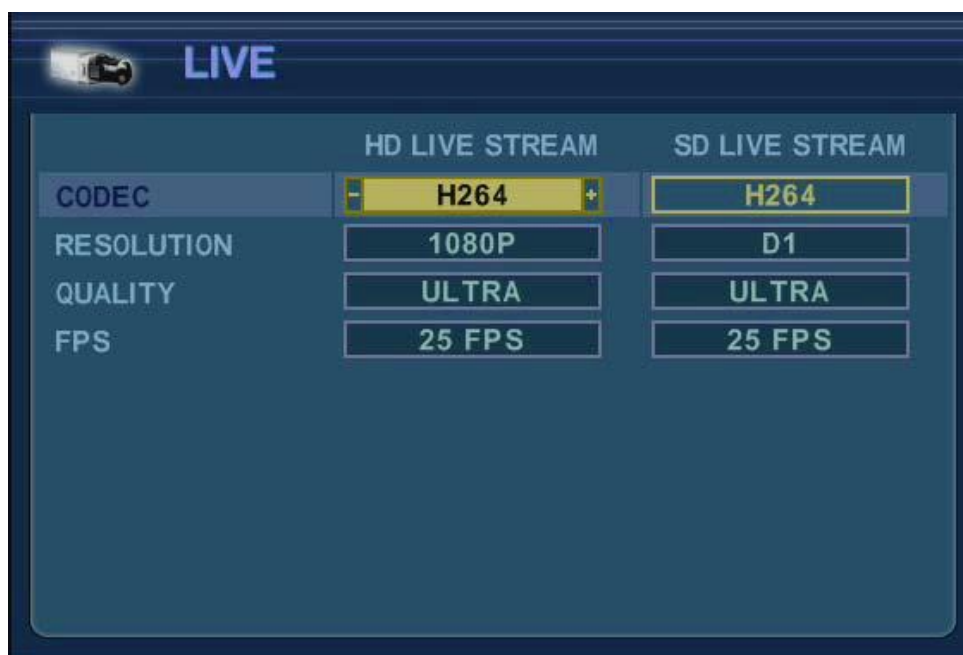 LIVE
HD LIVE STREAM SD LIVE STREAM
CODEC - H264 + H264
RESOLUTION 1080P D1
QUALITY ULTRA ULTRA
FPS 25 FPS 25 FPS